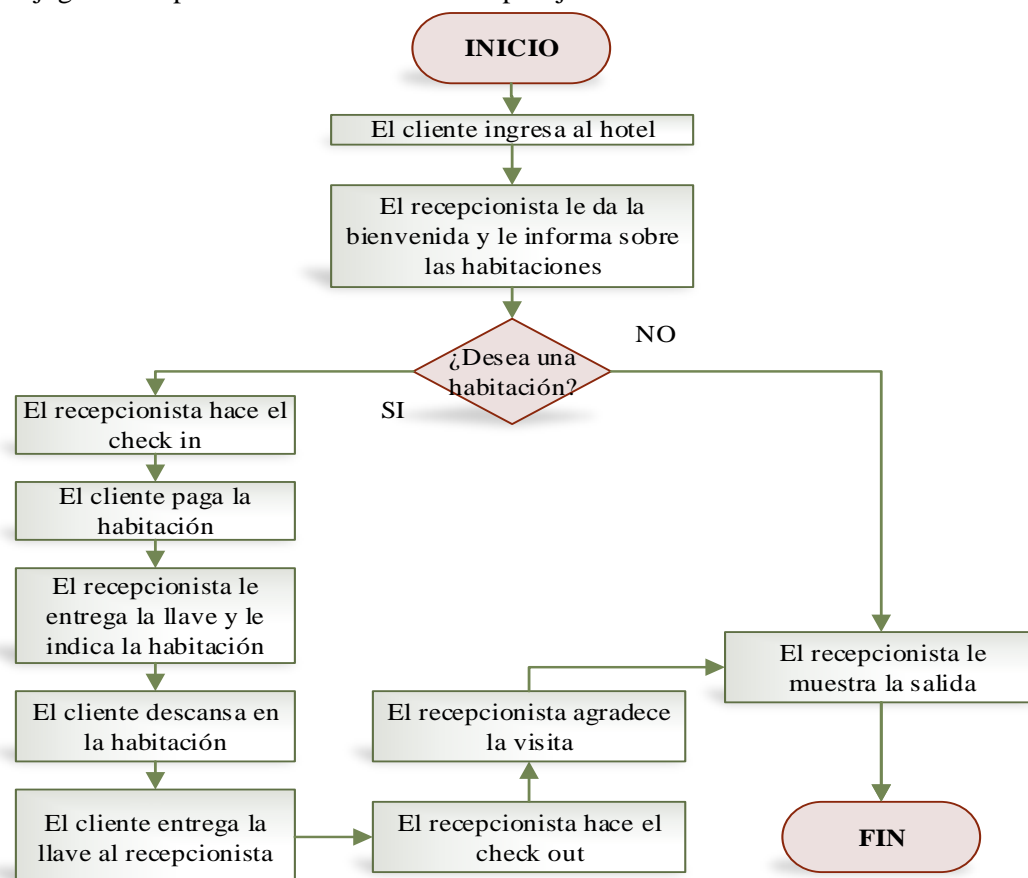 INICIO
El cliente ingresa al hotel
El recepcionista le da la
bienvenida y le informa sobre
las habitaciones
NO
¿Desea una
habitación?
SI
El recepcionista hace el
check in
El cliente paga la
habitación
El recepcionista le
entrega la llave y le
indica la habitación
El cliente descansa en
la habitación
El cliente entrega la
llave al recepcionista
El recepcionista hace el
check out
El recepcionista agradece
la visita
El recepcionista le
muestra la salida
FIN